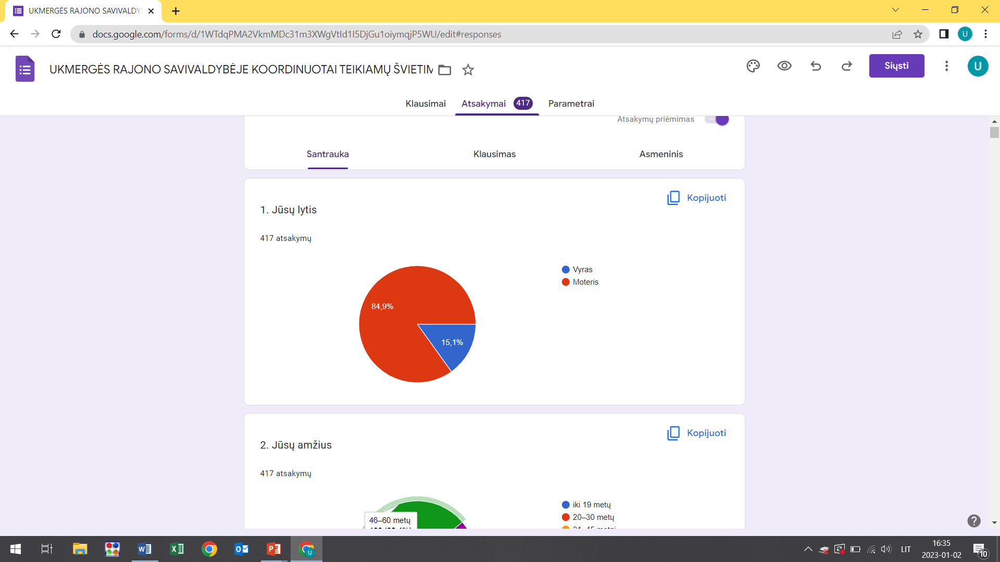 UKMERGĖS RAJONO SAVIVALDYB
docs.google.com/forms/d/1WTdqPMA2VkmMDc31m3XWgVtId1I5DjGu1oiymqjP5WU/edit#responses
U
UKMERGĖS RAJONO SAVIVALDYBĖJE KOORDINUOTAI TEIKIAMŲ ŠVIETIM
Siųsti
U
Klausimai
Atsakymai 417
Parametrai
Atsakymų priėmimas
Santrauka
Klausimas
Asmeninis
Kopijuoti
1. Jūsų lytis
417 atsakymų
84,9%
15,1%
Vyras
Moteris
Kopijuoti
2. Jūsų amžius
417 atsakymų
46–60 metų
iki 19 metų
20–30 metų
LIT
16:35
2023-01-02
10